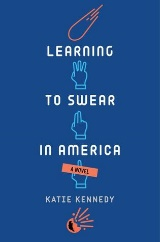 LEARNING
TO SWEAR
IN AMERICA
A NOVEL
KATIE KENNEDY